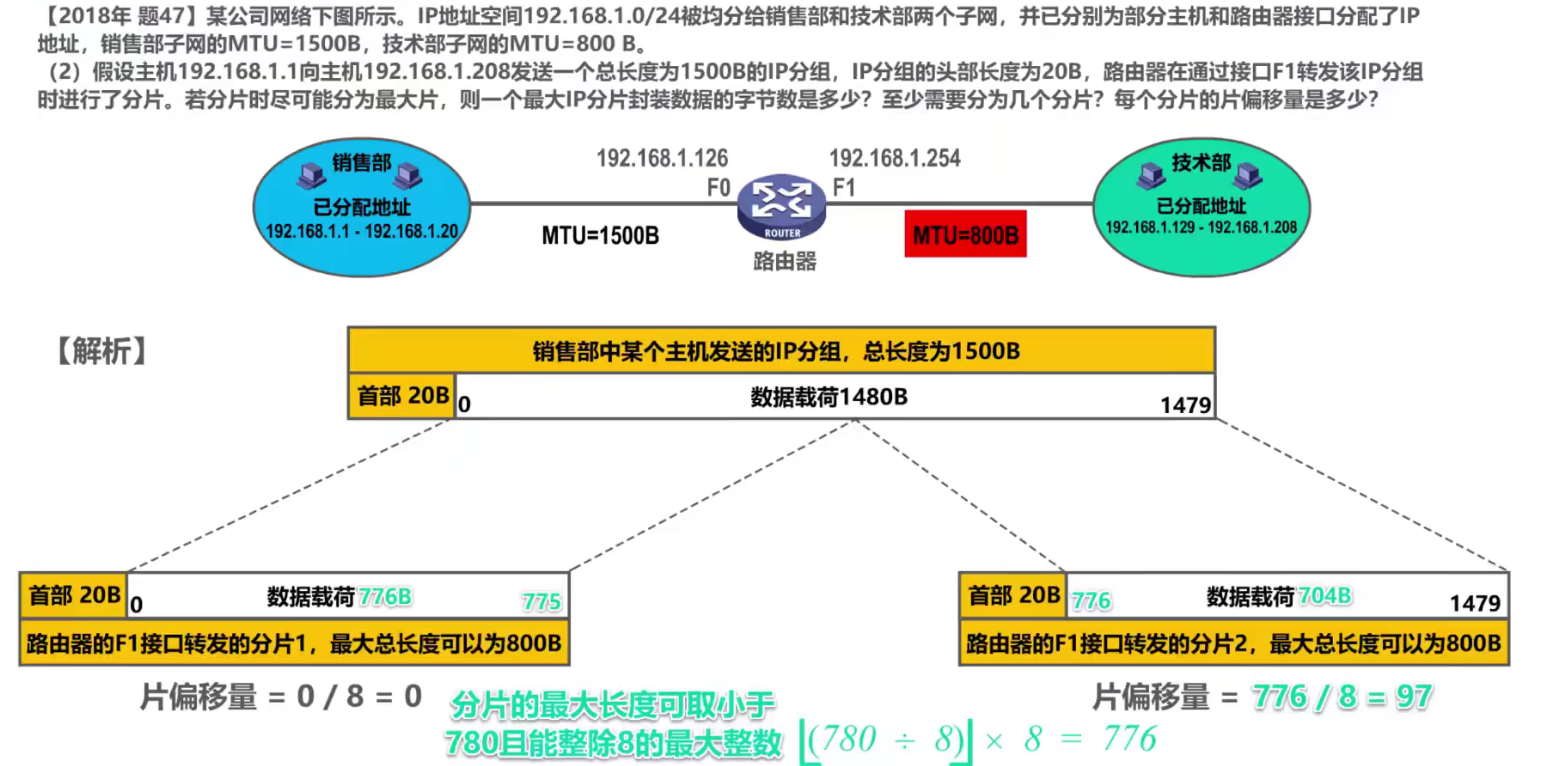 【2018年 题47】某公司网络下图所示。IP地址空间192.168.1.0/24被均分给销售部和技术部两个子网，并已分别为部分主机和路由器接口分配了IP
地址，销售部子网的MTU=1500B，技术部子网的MTU=800 B。
（2）假设主机192.168.1.1向主机192.168.1.208发送一个总长度为1500B的IP分组，IP分组的头部长度为20B，路由器在通过接口F1转发该IP分组
时进行了分片。若分片时尽可能分为最大片，则一个最大IP分片封装数据的字节数是多少？至少需要分为几个分片？每个分片的片偏移量是多少？
销售部
已分配地址
192.168.1.1 - 192.168.1.20
192.168.1.126
F0
MTU=1500B
ROUTER
路由器
192.168.1.254
F1
MTU=800B
技术部
已分配地址
192.168.1.129 - 192.168.1.208
【解析】
销售部中某个主机发送的IP分组，总长度为1500B
首部 20B 0 数据载荷1480B 1479
首部 20B 0 数据载荷776B 775
路由器的F1接口转发的分片1，最大总长度可以为800B
片偏移量 = 0 / 8 = 0
首部 20B 776 数据载荷704B 1479
路由器的F1接口转发的分片2，最大总长度可以为800B
片偏移量 = 776 / 8 = 97
分片的最大长度可取小于
780且能整除8的最大整数 ⌊(780 ÷ 8)⌋ × 8 = 776